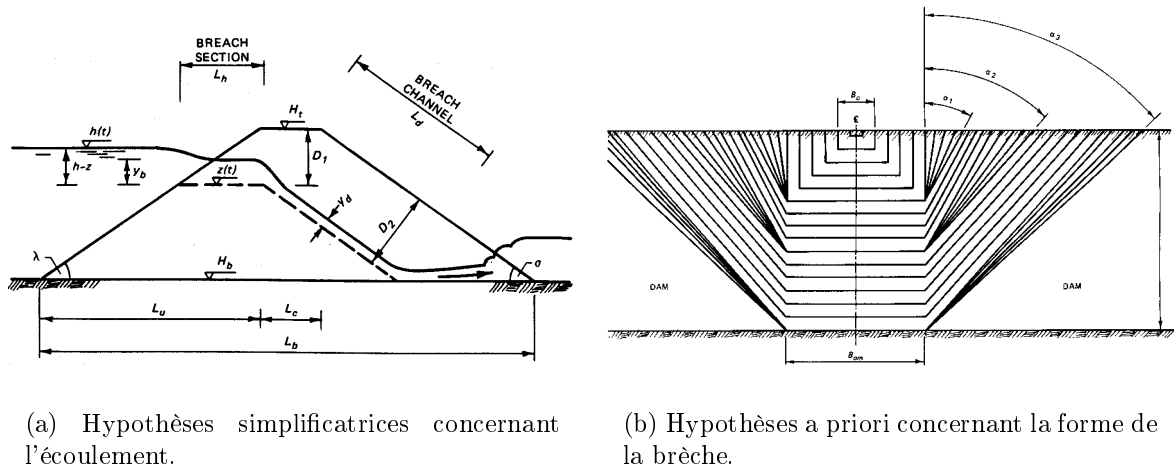 BREACH
SECTION
L_h
BREACH
CHANNEL
L_d
h(t)
H_t
h-z
y_b
z(t)
D_1
y_d
D_2
λ
H_b
σ
L_u
L_c
L_b
(a) Hypothèses simplificatrices concernant
l'écoulement.
α_3
α_2
B_o
α_1
℄
DAM
DAM
B_om
(b) Hypothèses a priori concernant la forme de
la brèche.